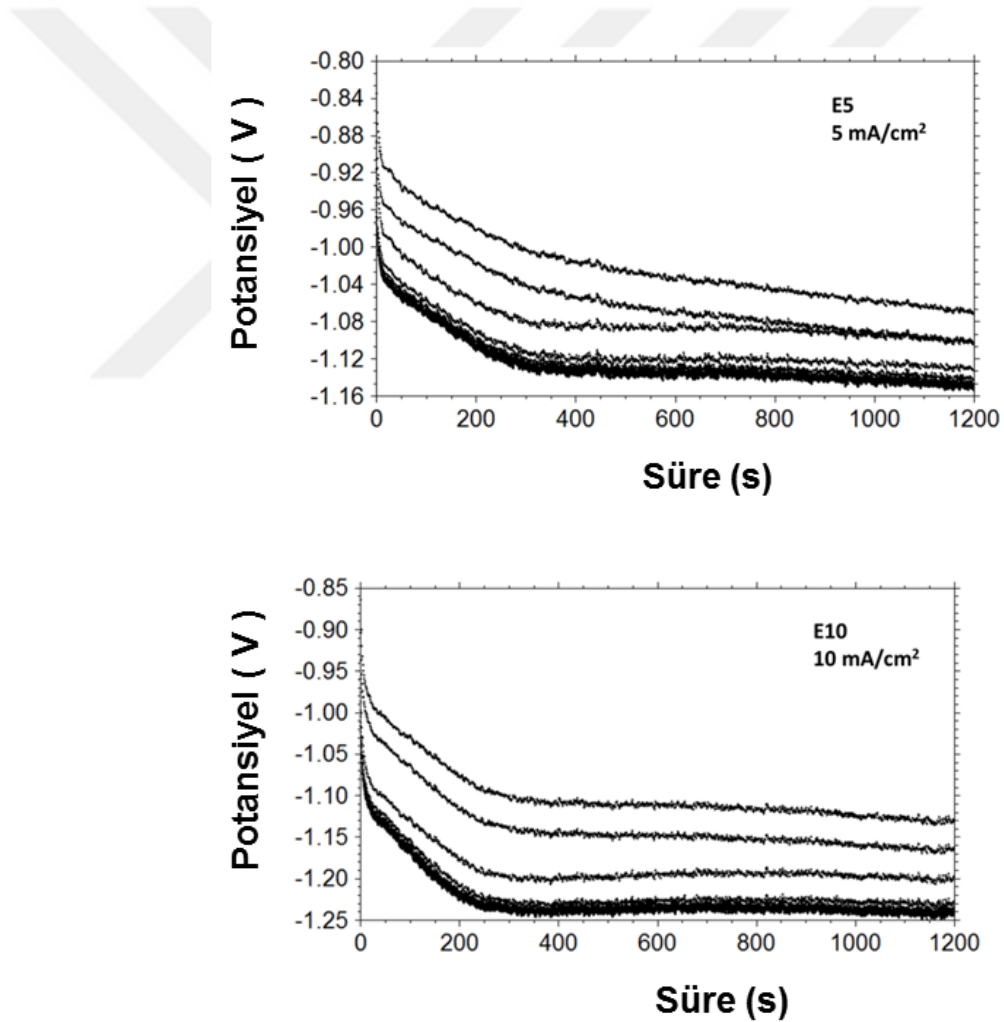 -0.80
-0.84
-0.88
-0.92
-0.96
-1.00
-1.04
-1.08
-1.12
-1.16
Potansiyel ( V )
E5
5 mA/cm²
0 200 400 600 800 1000 1200
Süre (s)
-0.85
-0.90
-0.95
-1.00
-1.05
-1.10
-1.15
-1.20
-1.25
Potansiyel ( V )
E10
10 mA/cm²
0 200 400 600 800 1000 1200
Süre (s)